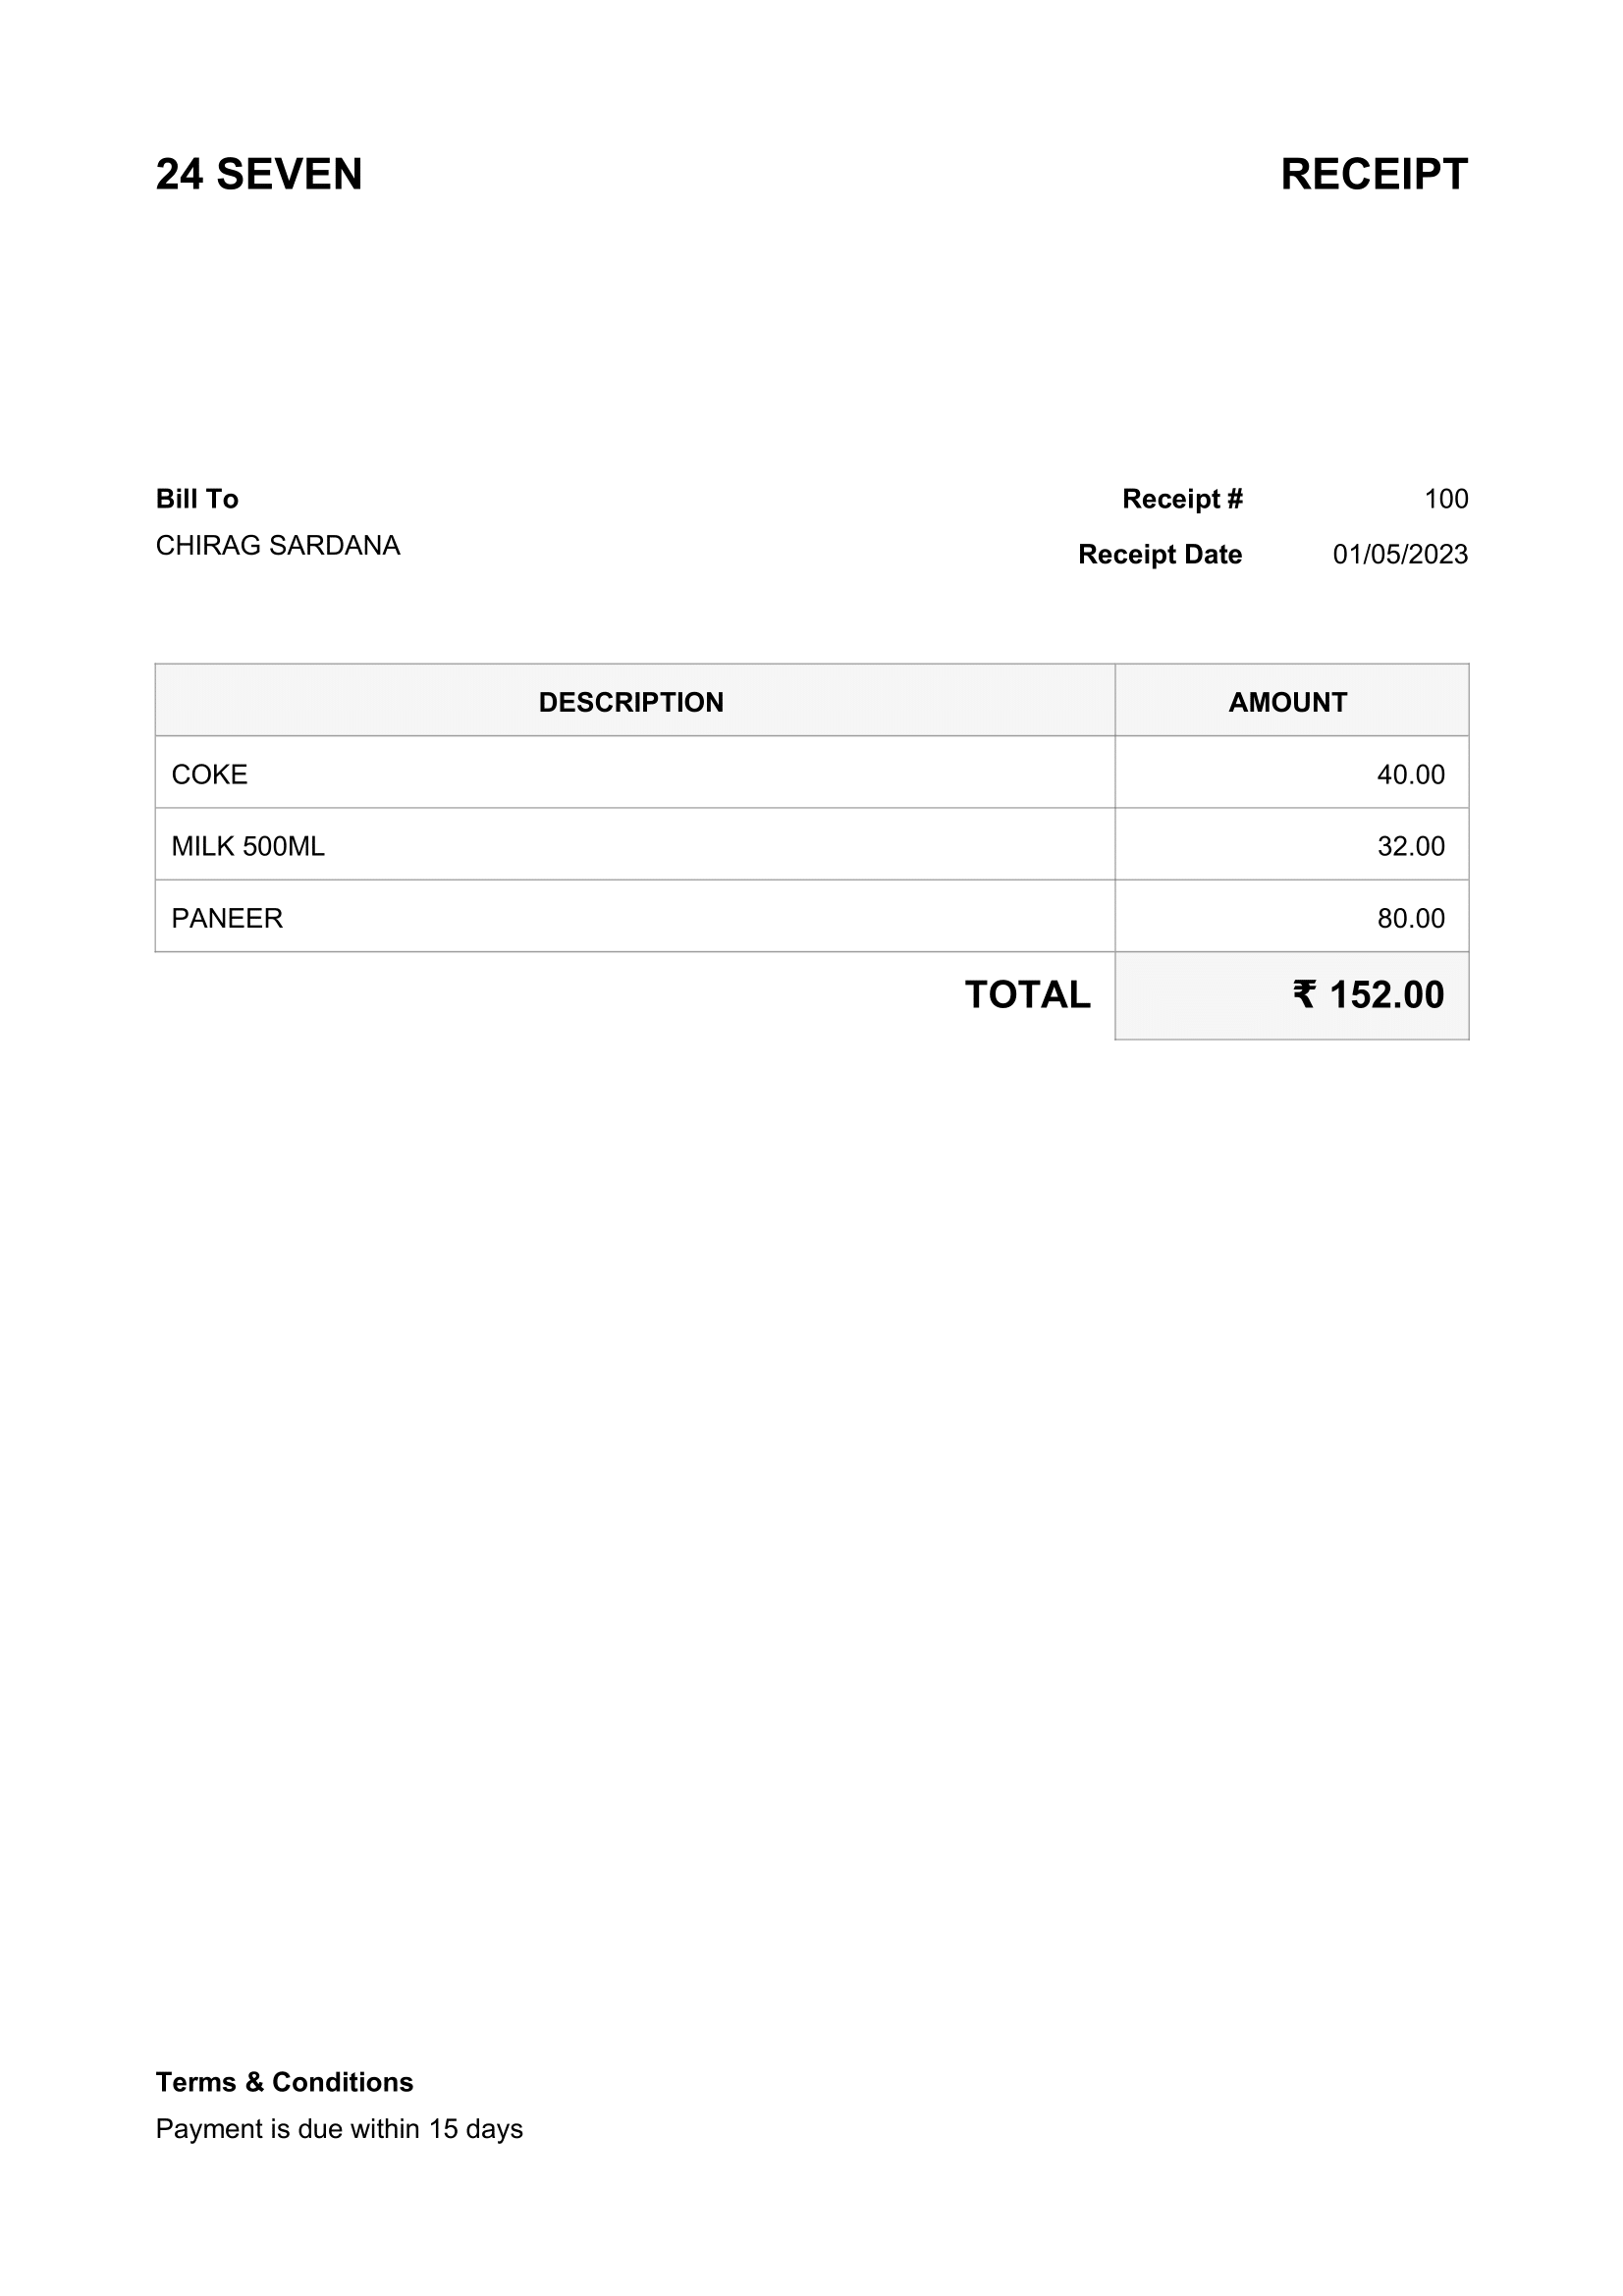 24 SEVEN RECEIPT
Bill To Receipt # 100
CHIRAG SARDANA
Receipt Date 01/05/2023
DESCRIPTION AMOUNT
COKE 40.00
MILK 500ML 32.00
PANEER 80.00
TOTAL ₹ 152.00
Terms & Conditions
Payment is due within 15 days